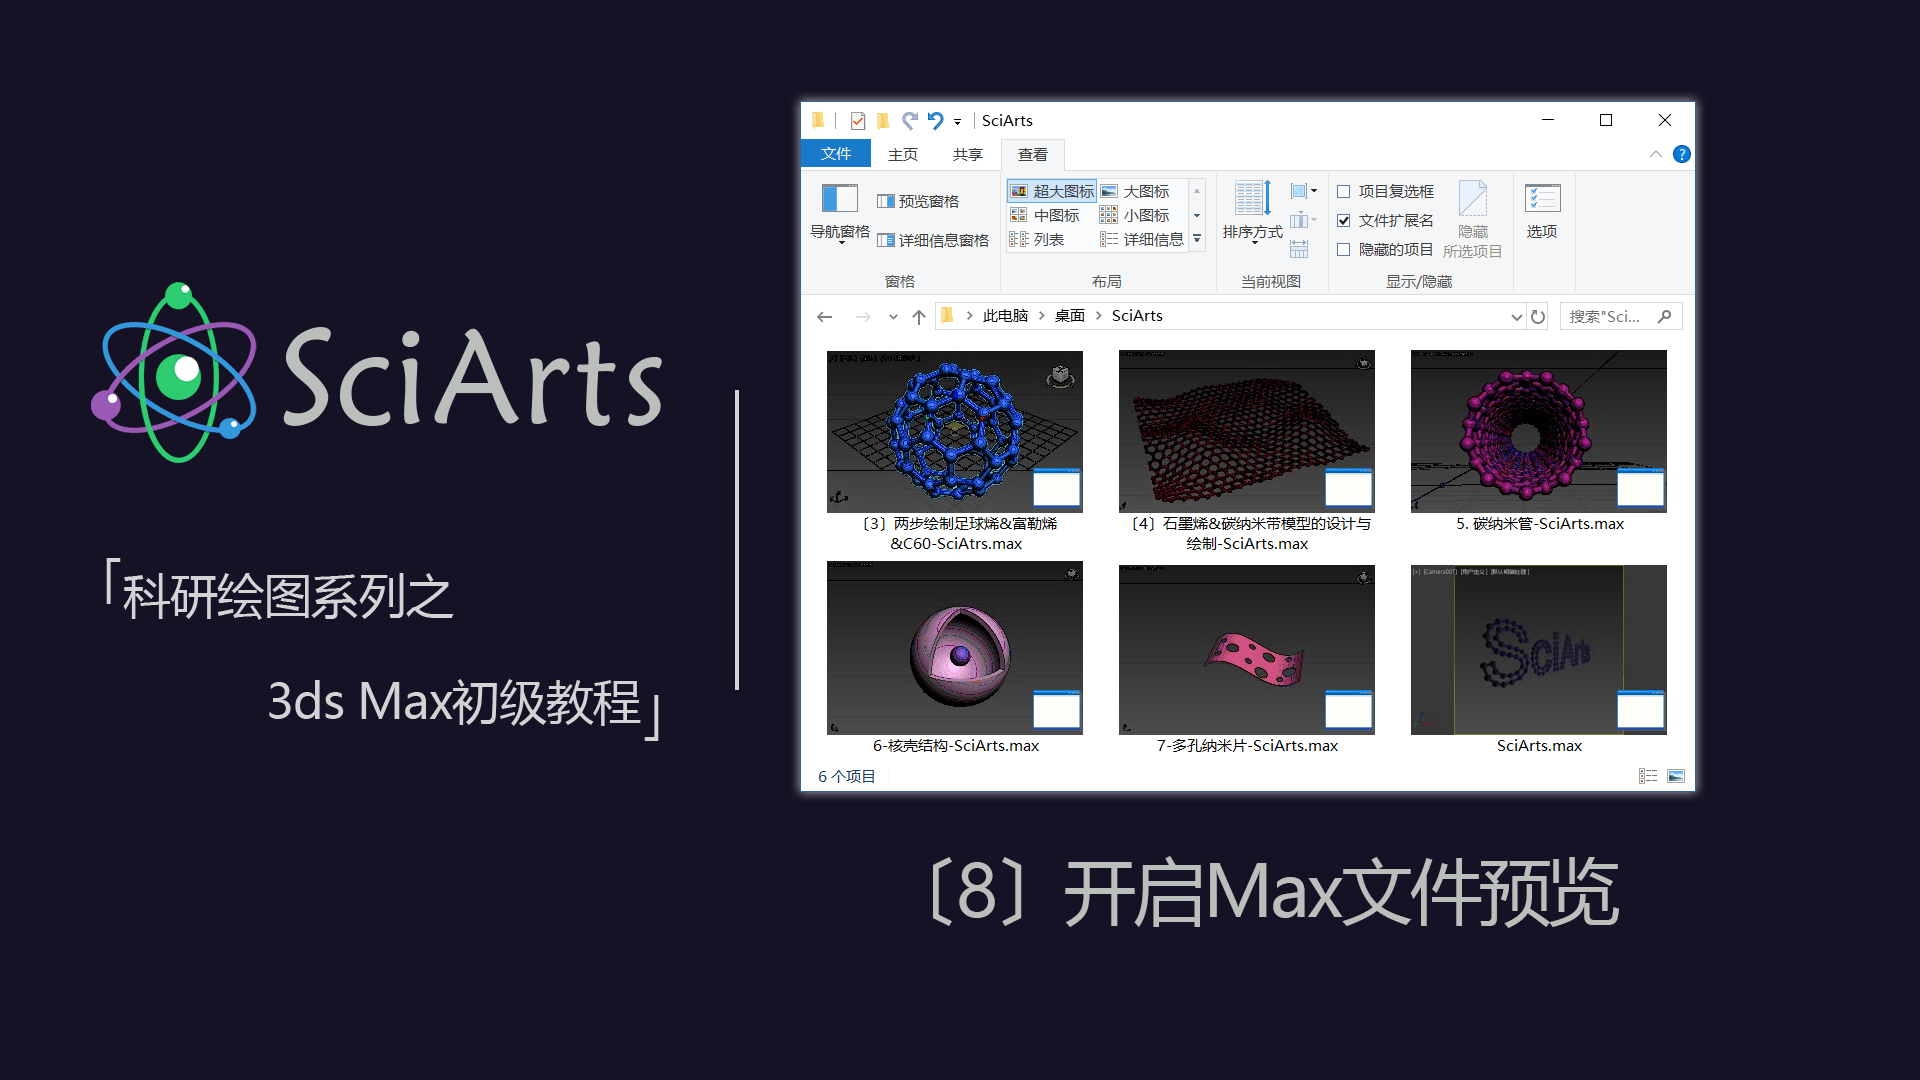 SciArts
「科研绘图系列之
3ds Max初级教程」
SciArts
文件 主页 共享 查看
导航窗格
预览窗格
详细信息窗格
窗格
超大图标 大图标
中图标 小图标
列表 详细信息
布局
排序方式
当前视图
项目复选框
文件扩展名
隐藏的项目
隐藏
所选项目
显示/隐藏
选项
此电脑 › 桌面 › SciArts
搜索"Sci...
〔3〕两步绘制足球烯&富勒烯
&C60-SciAtrs.max
〔4〕石墨烯&碳纳米带模型的设计与
绘制-SciArts.max
5. 碳纳米管-SciArts.max
SciArts
6-核壳结构-SciArts.max
7-多孔纳米片-SciArts.max
SciArts.max
6 个项目
〔8〕开启Max文件预览